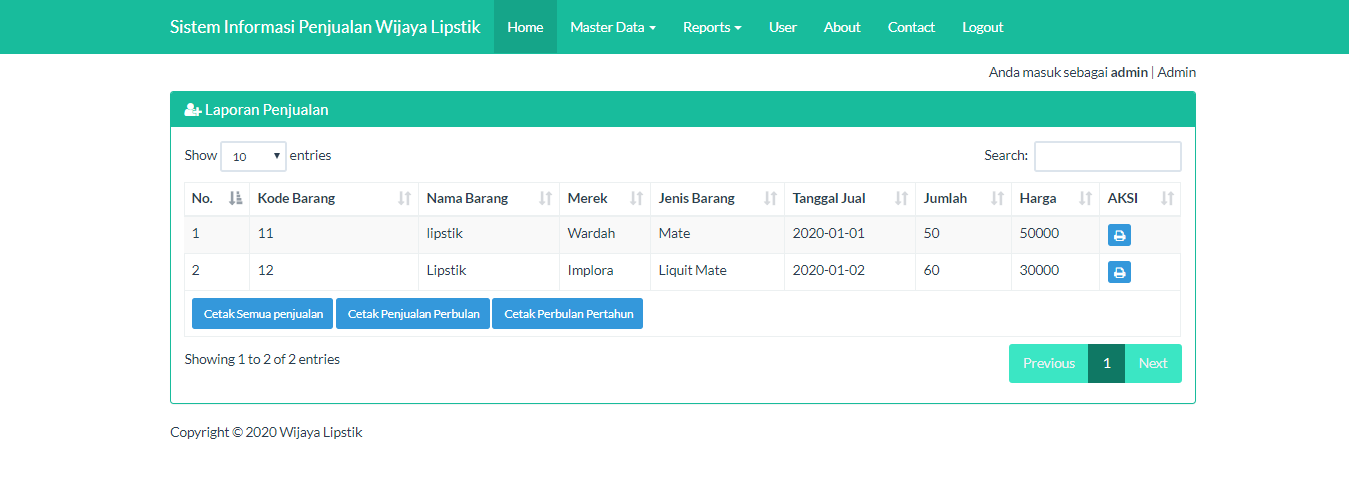 Sistem Informasi Penjualan Wijaya Lipstik Home Master Data Reports User About Contact Logout
Anda masuk sebagai admin | Admin
Laporan Penjualan
Show 10 entries Search:
No. Kode Barang Nama Barang Merek Jenis Barang Tanggal Jual Jumlah Harga AKSI
1 11 lipstik Wardah Mate 2020-01-01 50 50000
2 12 Lipstik Implora Liquit Mate 2020-01-02 60 30000
Cetak Semua penjualan Cetak Penjualan Perbulan Cetak Perbulan Pertahun
Showing 1 to 2 of 2 entries Previous 1 Next
Copyright © 2020 Wijaya Lipstik